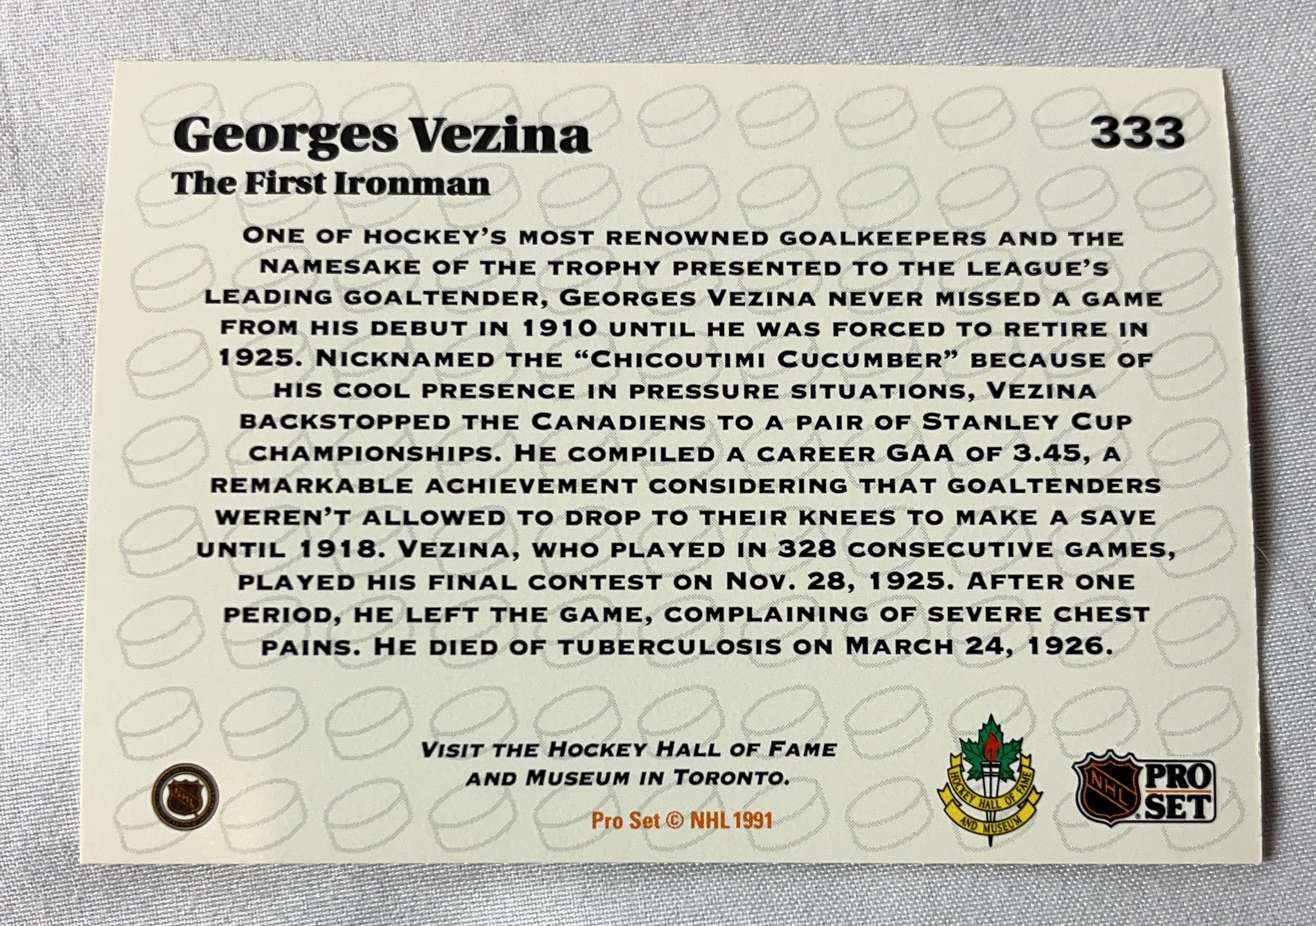 Georges Vezina
333
The First Ironman
ONE OF HOCKEY'S MOST RENOWNED GOALKEEPERS AND THE
NAMESAKE OF THE TROPHY PRESENTED TO THE LEAGUE'S
LEADING GOALTENDER, GEORGES VEZINA NEVER MISSED A GAME
FROM HIS DEBUT IN 1910 UNTIL HE WAS FORCED TO RETIRE IN
1925. NICKNAMED THE “CHICOUTIMI CUCUMBER” BECAUSE OF
HIS COOL PRESENCE IN PRESSURE SITUATIONS, VEZINA
BACKSTOPPED THE CANADIENS TO A PAIR OF STANLEY CUP
CHAMPIONSHIPS. HE COMPILED A CAREER GAA OF 3.45, A
REMARKABLE ACHIEVEMENT CONSIDERING THAT GOALTENDERS
WEREN'T ALLOWED TO DROP TO THEIR KNEES TO MAKE A SAVE
UNTIL 1918. VEZINA, WHO PLAYED IN 328 CONSECUTIVE GAMES,
PLAYED HIS FINAL CONTEST ON NOV. 28, 1925. AFTER ONE
PERIOD, HE LEFT THE GAME, COMPLAINING OF SEVERE CHEST
PAINS. HE DIED OF TUBERCULOSIS ON MARCH 24, 1926.
VISIT THE HOCKEY HALL OF FAME
AND MUSEUM IN TORONTO.
Pro Set © NHL 1991
NHL
HOCKEY HALL OF FAME
AND MUSEUM
NHL
PRO
SET